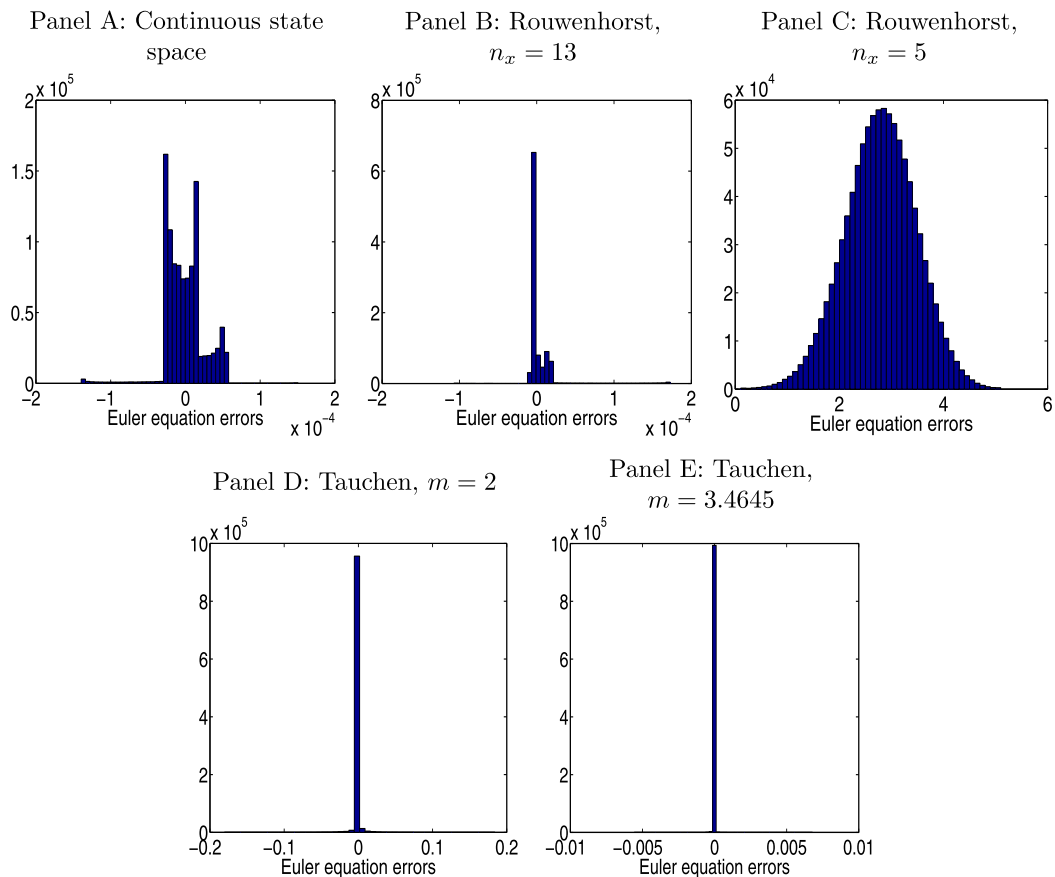 Panel A: Continuous state
space
Panel B: Rouwenhorst,
n_x = 13
Panel C: Rouwenhorst,
n_x = 5
x 10^5
2
1.5
1
0.5
0
−2
−1
0
1
2
Euler equation errors
x 10^−4
x 10^5
8
6
4
2
0
−2
−1
0
1
2
Euler equation errors
x 10^−4
x 10^4
6
5
4
3
2
1
0
0
2
4
6
Euler equation errors
Panel D: Tauchen, m = 2
Panel E: Tauchen,
m = 3.4645
x 10^5
10
8
6
4
2
0
−0.2
−0.1
0
0.1
0.2
Euler equation errors
x 10^5
10
8
6
4
2
0
−0.01
−0.005
0
0.005
0.01
Euler equation errors